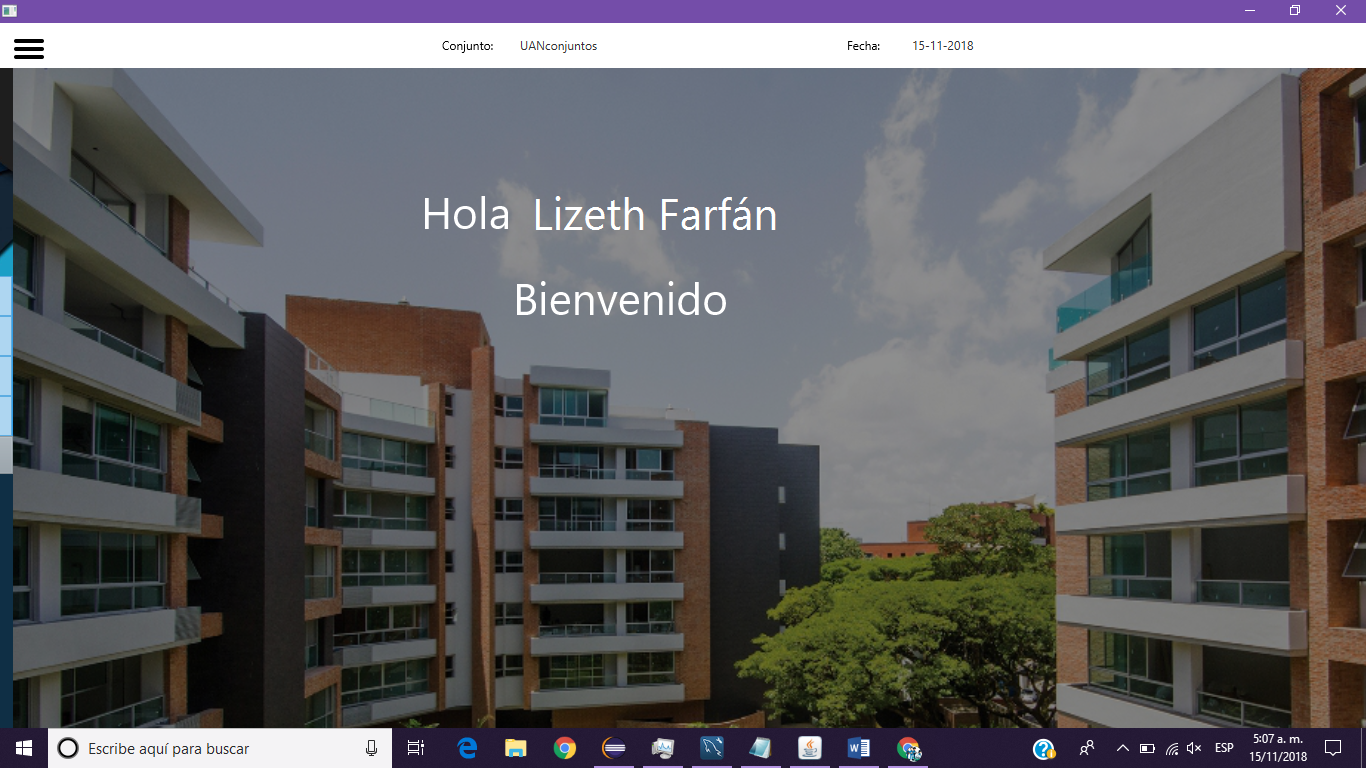 Conjunto: UANconjuntos Fecha: 15-11-2018
Hola Lizeth Farfán
Bienvenido
Escribe aquí para buscar
ESP
5:07 a. m.
15/11/2018